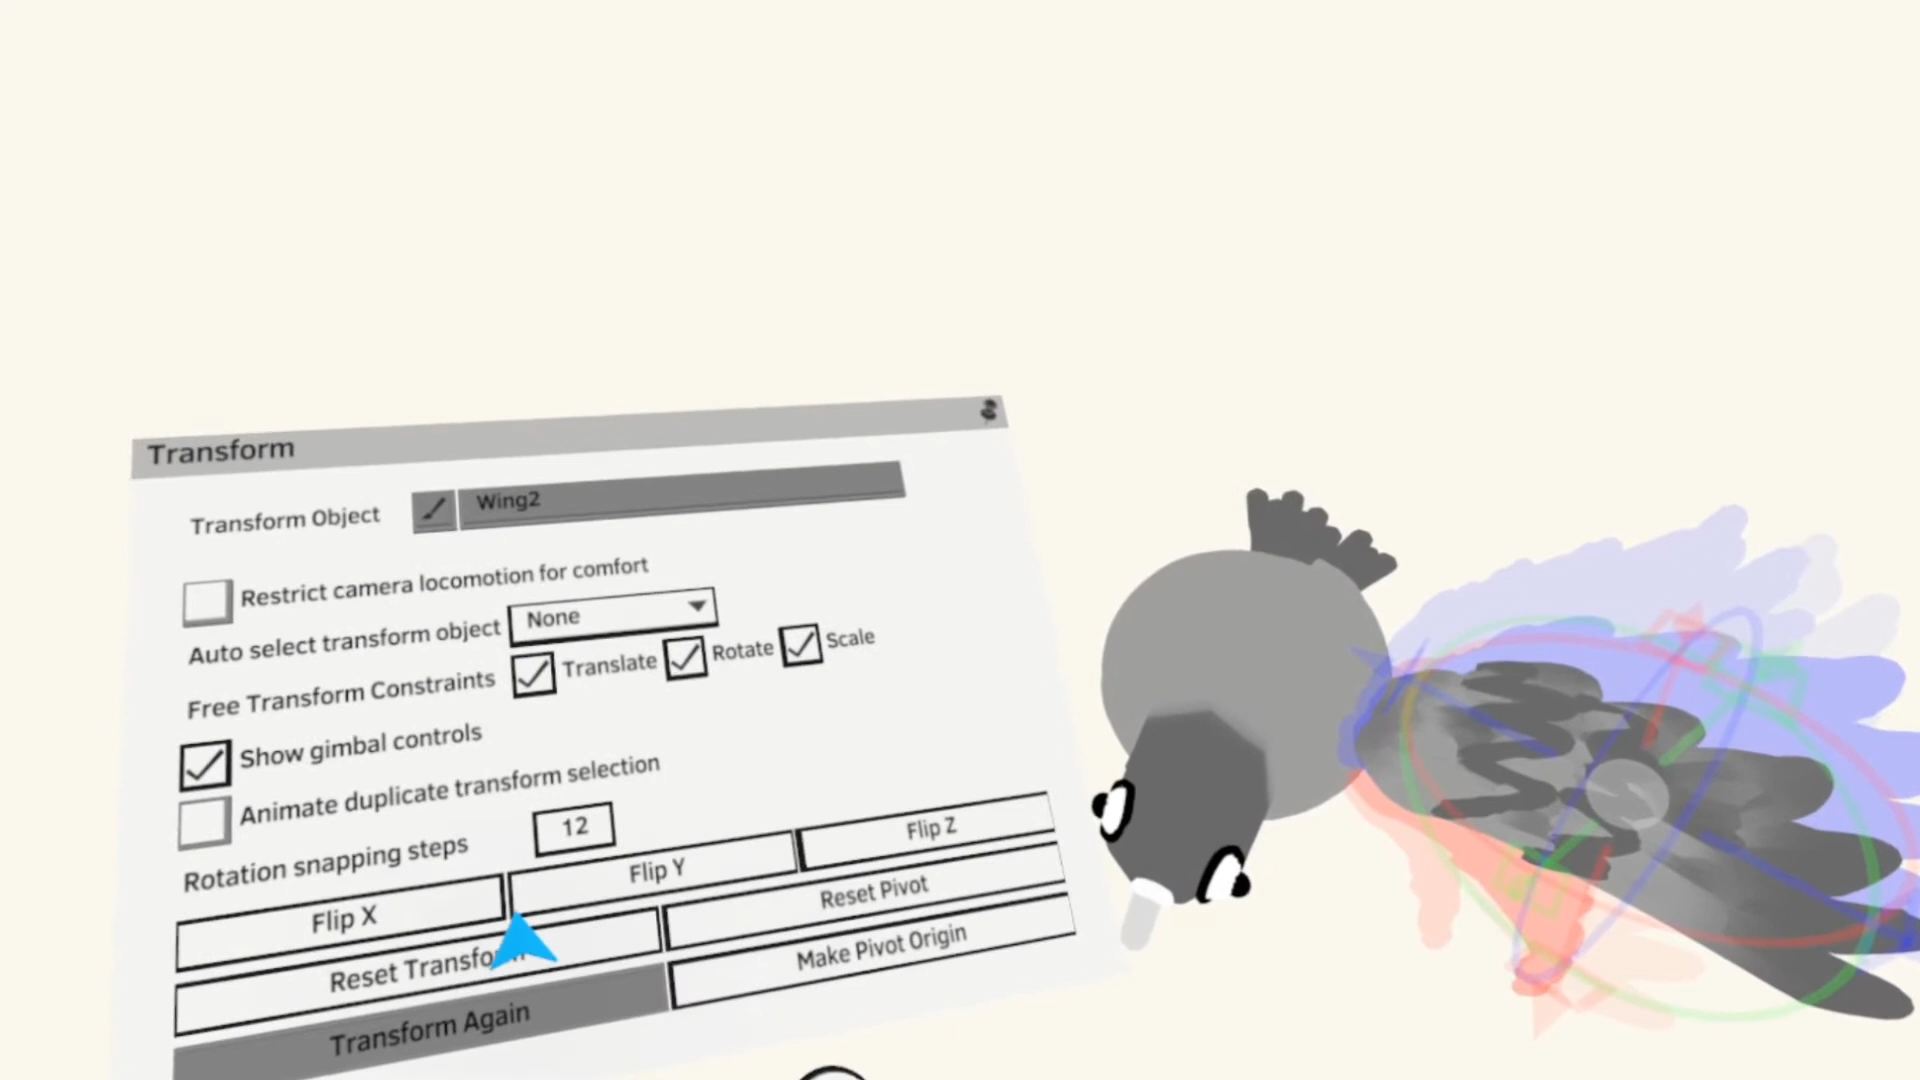 Transform
Transform Object Wing2
Restrict camera locomotion for comfort
Auto select transform object None
Free Transform Constraints Translate Rotate Scale
Show gimbal controls
Animate duplicate transform selection
Rotation snapping steps 12
Flip X Flip Y Flip Z
Reset Transform Reset Pivot
Transform Again Make Pivot Origin